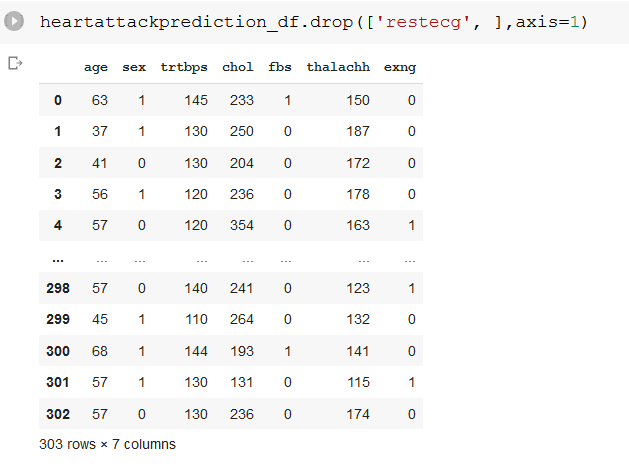 heartattackprediction_df.drop(['restecg', ],axis=1)
age sex trtbps chol fbs thalachh exng
0 63 1 145 233 1 150 0
1 37 1 130 250 0 187 0
2 41 0 130 204 0 172 0
3 56 1 120 236 0 178 0
4 57 0 120 354 0 163 1
... ... ... ... ... ... ... ...
298 57 0 140 241 0 123 1
299 45 1 110 264 0 132 0
300 68 1 144 193 1 141 0
301 57 1 130 131 0 115 1
302 57 0 130 236 0 174 0
303 rows × 7 columns